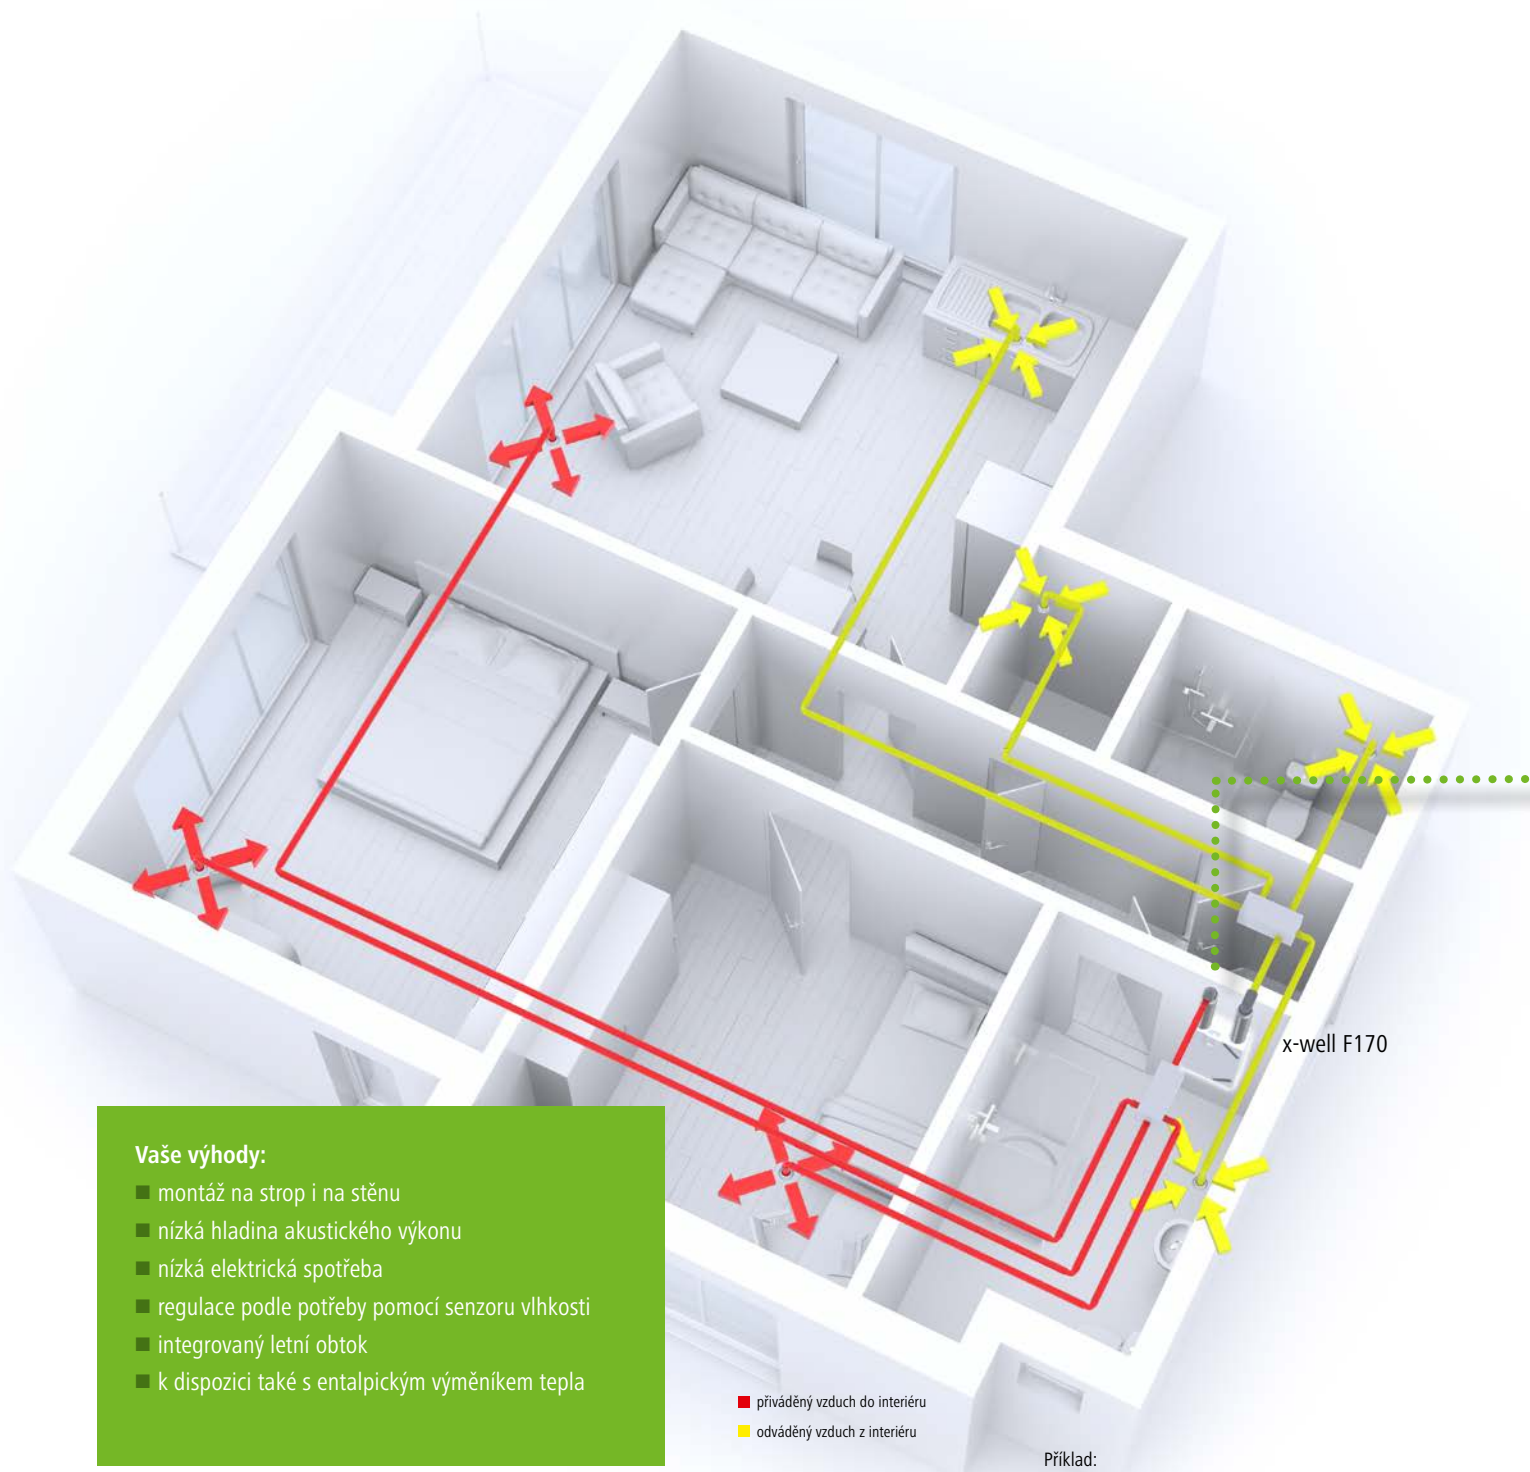 x-well F170
Vaše výhody:
■ montáž na strop i na stěnu
■ nízká hladina akustického výkonu
■ nízká elektrická spotřeba
■ regulace podle potřeby pomocí senzoru vlhkosti
■ integrovaný letní obtok
■ k dispozici také s entalpickým výměníkem tepla
přiváděný vzduch do interiéru
odváděný vzduch z interiéru
Příklad: